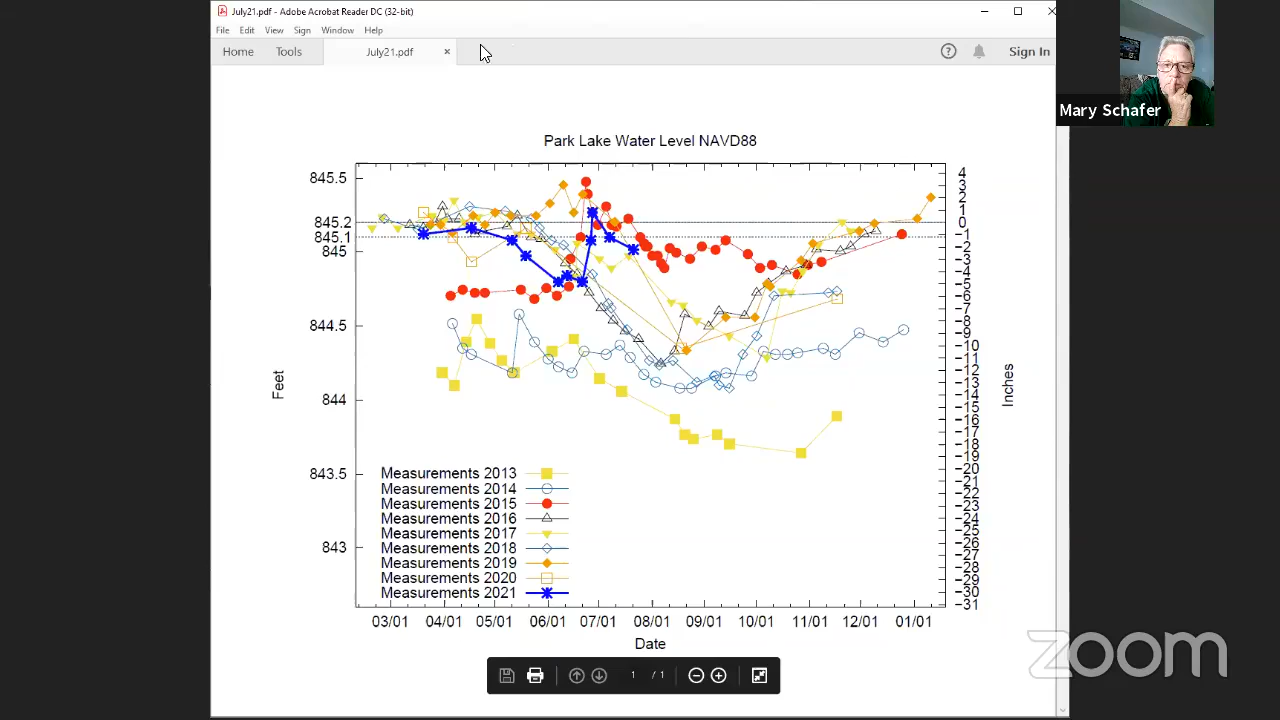 July21.pdf - Adobe Acrobat Reader DC (32-bit)
File Edit View Sign Window Help
Home Tools July21.pdf × Sign In
Mary Schafer
Park Lake Water Level NAVD88
845.5
845.2
845.1
845
844.5
844
843.5
843
Feet
4
3
2
1
0
−1
−2
−3
−4
−5
−6
−7
−8
−9
−10
−11
−12
−13
−14
−15
−16
−17
−18
−19
−20
−21
−22
−23
−24
−25
−26
−27
−28
−29
−30
−31
Inches
Measurements 2013
Measurements 2014
Measurements 2015
Measurements 2016
Measurements 2017
Measurements 2018
Measurements 2019
Measurements 2020
Measurements 2021
03/01 04/01 05/01 06/01 07/01 08/01 09/01 10/01 11/01 12/01 01/01
Date
1 / 1
zoom